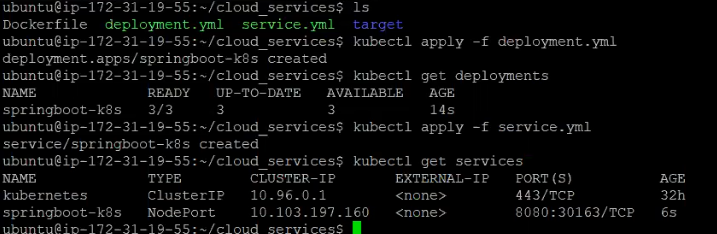 ubuntu@ip-172-31-19-55:~/cloud_services$ ls
Dockerfile deployment.yml service.yml target
ubuntu@ip-172-31-19-55:~/cloud_services$ kubectl apply -f deployment.yml
deployment.apps/springboot-k8s created
ubuntu@ip-172-31-19-55:~/cloud_services$ kubectl get deployments
NAME READY UP-TO-DATE AVAILABLE AGE
springboot-k8s 3/3 3 3 14s
ubuntu@ip-172-31-19-55:~/cloud_services$ kubectl apply -f service.yml
service/springboot-k8s created
ubuntu@ip-172-31-19-55:~/cloud_services$ kubectl get services
NAME TYPE CLUSTER-IP EXTERNAL-IP PORT(S) AGE
kubernetes ClusterIP 10.96.0.1 <none> 443/TCP 32h
springboot-k8s NodePort 10.103.197.160 <none> 8080:30163/TCP 6s
ubuntu@ip-172-31-19-55:~/cloud_services$